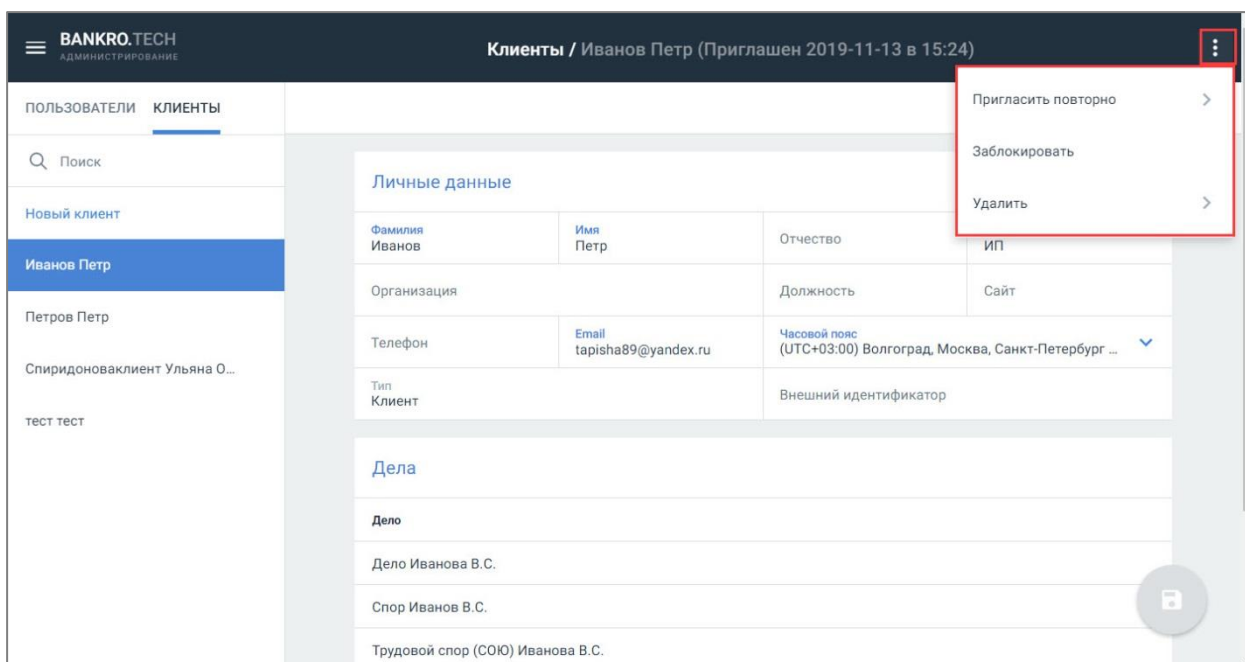 BANKRO.TECH
АДМИНИСТРИРОВАНИЕ
Клиенты / Иванов Петр (Приглашен 2019-11-13 в 15:24)
ПОЛЬЗОВАТЕЛИ КЛИЕНТЫ
Пригласить повторно
Заблокировать
Удалить
Поиск
Новый клиент
Иванов Петр
Петров Петр
Спиридоноваклиент Ульяна О...
тест тест
Личные данные
Фамилия Имя
Иванов Петр Отчество ИП
Организация Должность Сайт
Телефон Email Часовой пояс
tapisha89@yandex.ru (UTC+03:00) Волгоград, Москва, Санкт-Петербург ...
Тип
Клиент Внешний идентификатор
Дела
Дело
Дело Иванова В.С.
Спор Иванов В.С.
Трудовой спор (СОЮ) Иванова В.С.